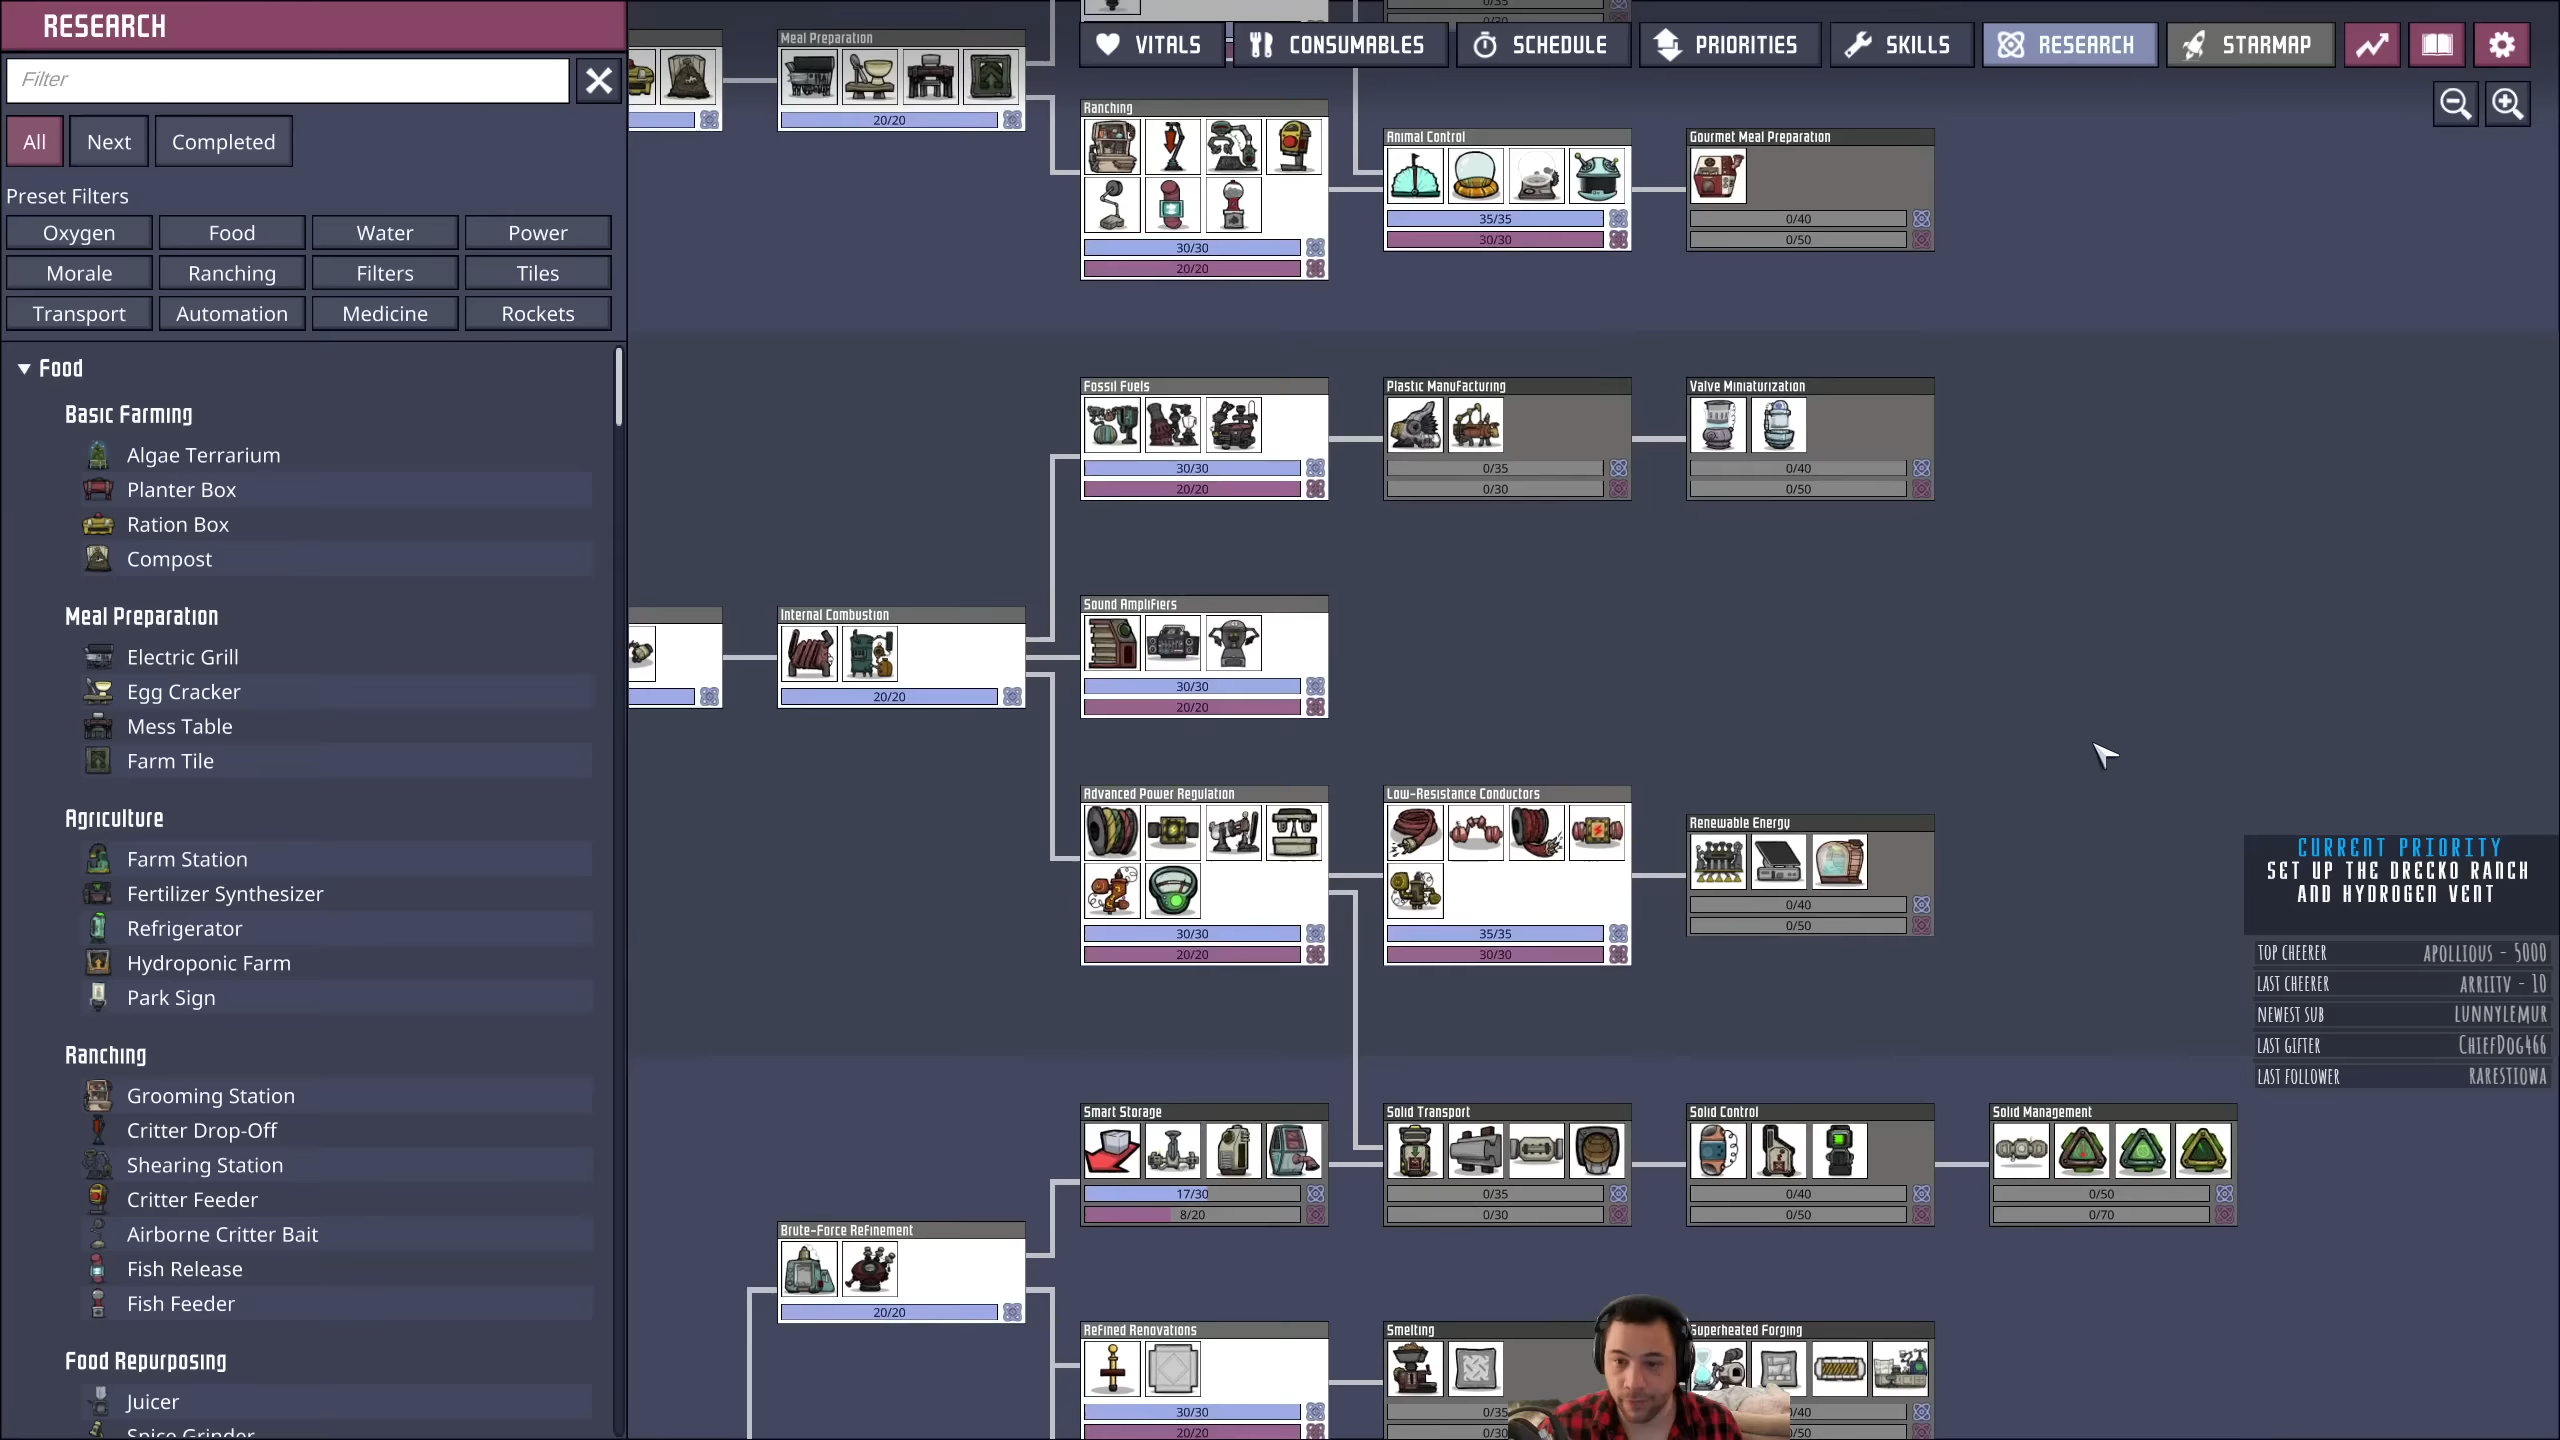 RESEARCH
VITALS
CONSUMABLES
SCHEDULE
PRIORITIES
SKILLS
RESEARCH
STARMAP
Filter
All
Next
Completed
Preset Filters
Oxygen
Food
Water
Power
Morale
Ranching
Filters
Tiles
Transport
Automation
Medicine
Rockets
Food
Basic Farming
Algae Terrarium
Planter Box
Ration Box
Compost
Meal Preparation
Electric Grill
Egg Cracker
Mess Table
Farm Tile
Agriculture
Farm Station
Fertilizer Synthesizer
Refrigerator
Hydroponic Farm
Park Sign
Ranching
Grooming Station
Critter Drop-Off
Shearing Station
Critter Feeder
Airborne Critter Bait
Fish Release
Fish Feeder
Food Repurposing
Juicer
Spice Grinder
Meal Preparation
20/20
Ranching
30/30
20/20
Animal Control
35/35
30/30
Gourmet Meal Preparation
0/40
0/50
Fossil Fuels
30/30
20/20
Plastic Manufacturing
0/35
0/30
Valve Miniaturization
0/40
0/50
Internal Combustion
20/20
Sound Amplifiers
30/30
20/20
Advanced Power Regulation
30/30
20/20
Low-Resistance Conductors
35/35
30/30
Renewable Energy
0/40
0/50
Smart Storage
17/30
8/20
Solid Transport
0/35
0/30
Solid Control
0/40
0/50
Solid Management
0/50
0/70
Brute-Force Refinement
20/20
Refined Renovations
30/30
20/20
Smelting
0/35
0/30
Superheated Forging
/40
/50
CURRENT PRIORITY
SET UP THE DRECKO RANCH
AND HYDROGEN VENT
TOP CHEERER APOLLIOUS - 5000
LAST CHEERER ARRIITV - 10
NEWEST SUB LUNNYLEMUR
LAST GIFTER CHIEFDOG466
LAST FOLLOWER RARESTIOWA